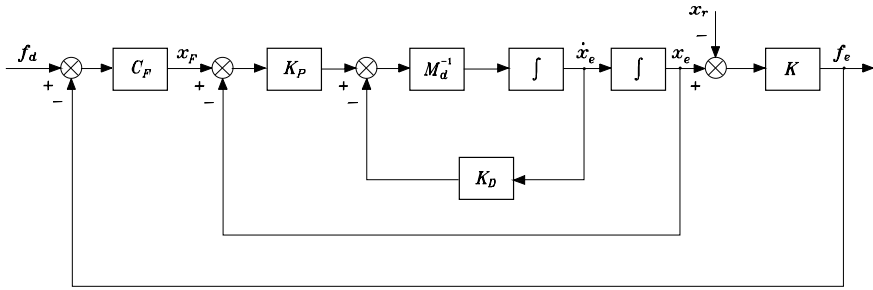 x_r
−
f_d
+
−
C_F
x_F
+
−
K_P
+
−
M_d^{-1}
∫
ẋ_e
∫
x_e
+
K
f_e
K_D